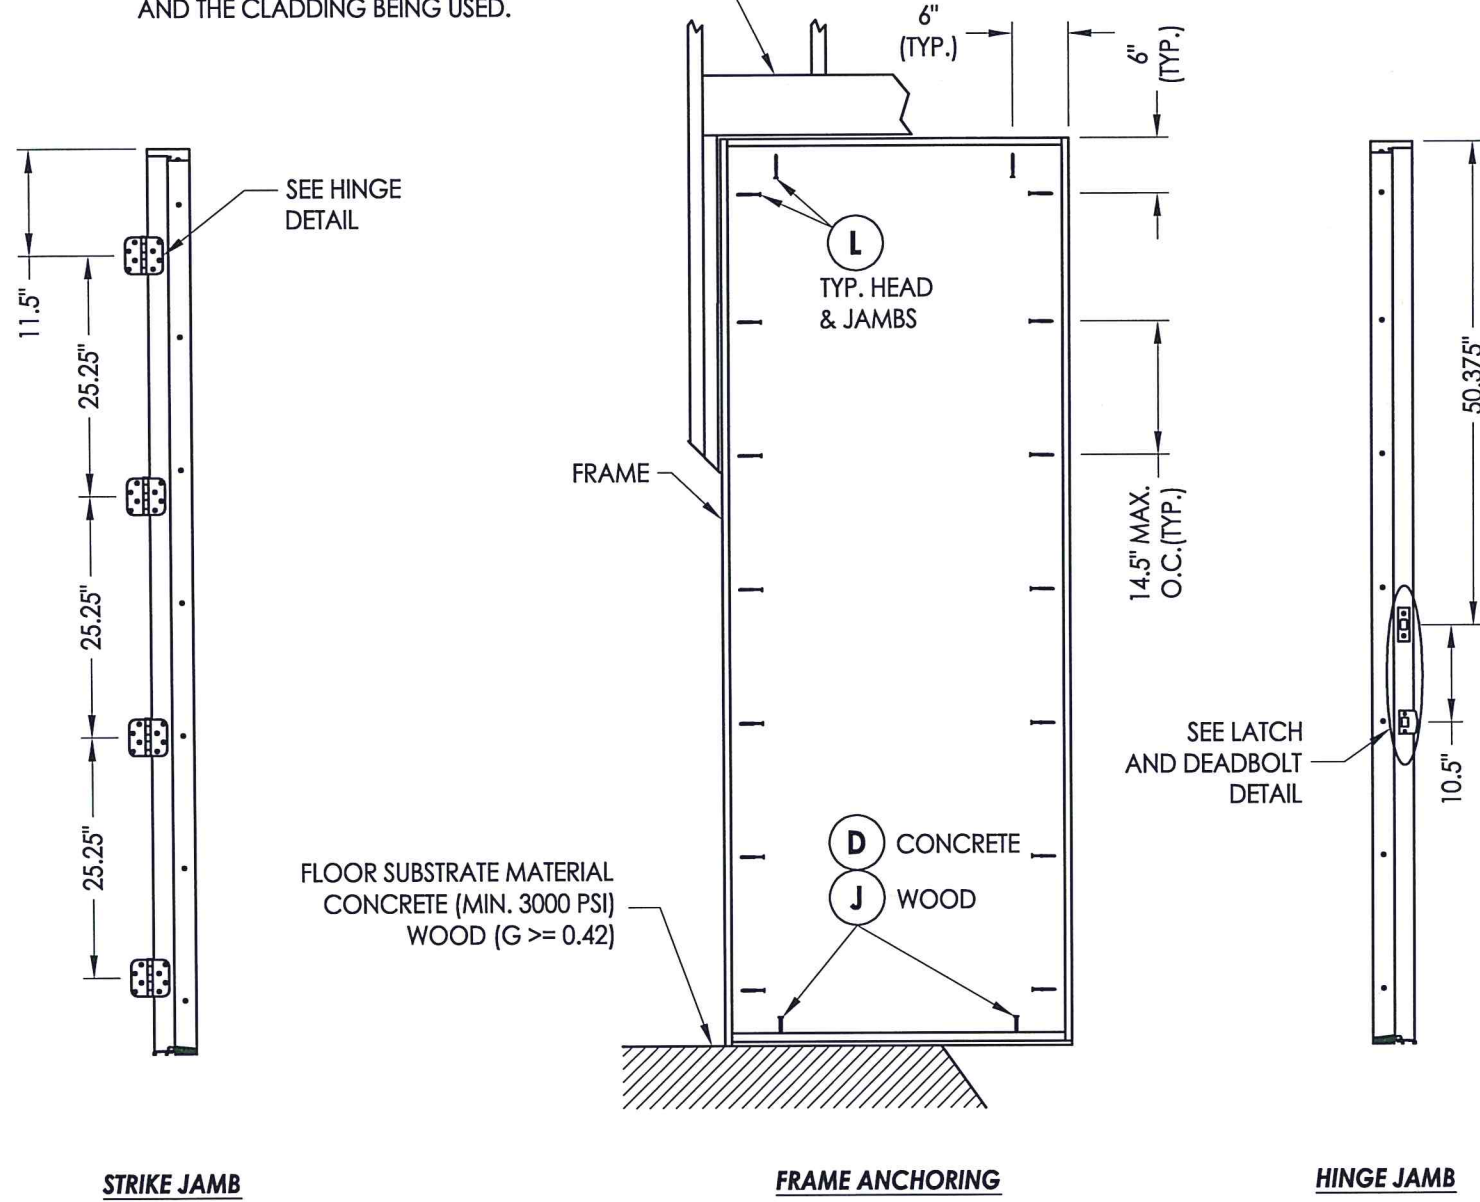 AND THE CLADDING BEING USED.
6"
(TYP.)
6"
(TYP.)
SEE HINGE
DETAIL
11.5"
25.25"
25.25"
25.25"
L
TYP. HEAD
& JAMBS
FRAME
14.5" MAX.
O.C.(TYP.)
50.375"
SEE LATCH
AND DEADBOLT
DETAIL
10.5"
D CONCRETE
J WOOD
FLOOR SUBSTRATE MATERIAL
CONCRETE (MIN. 3000 PSI)
WOOD (G >= 0.42)
STRIKE JAMB
FRAME ANCHORING
HINGE JAMB